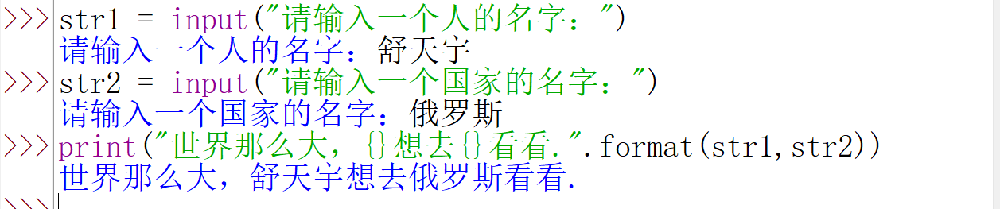 >>> str1 = input("请输入一个人的名字：")
请输入一个人的名字：舒天宇
>>> str2 = input("请输入一个国家的名字：")
请输入一个国家的名字：俄罗斯
>>> print("世界那么大，{}想去{}看看.".format(str1,str2))
世界那么大，舒天宇想去俄罗斯看看.
>>>